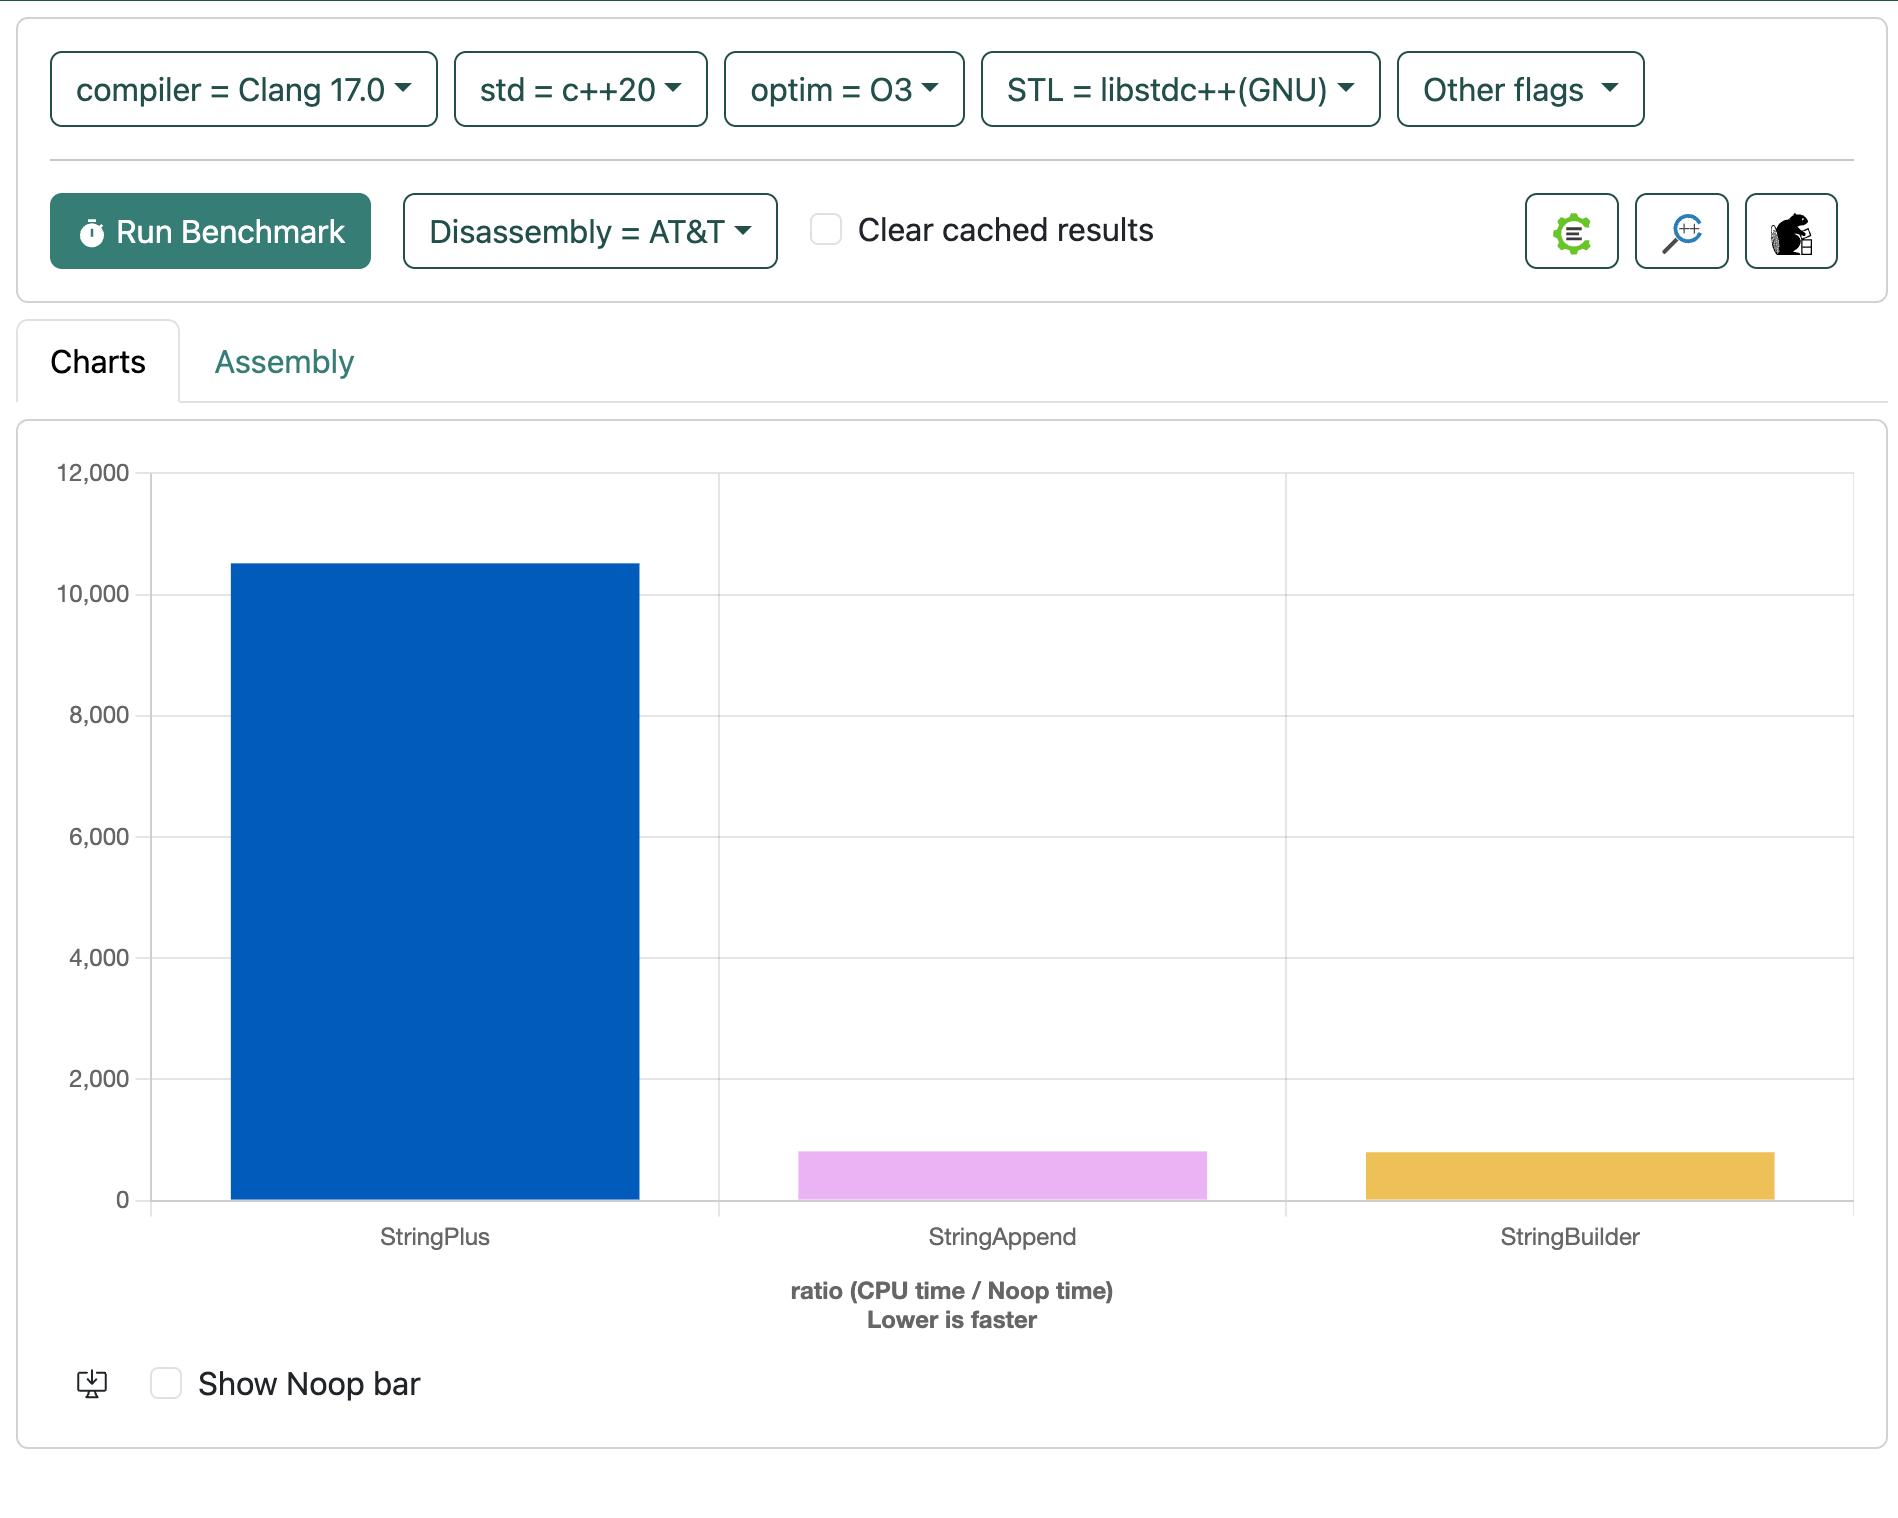 compiler = Clang 17.0 std = c++20 optim = O3 STL = libstdc++(GNU) Other flags
Run Benchmark Disassembly = AT&T Clear cached results
Charts Assembly
12,000
10,000
8,000
6,000
4,000
2,000
0
StringPlus StringAppend StringBuilder
ratio (CPU time / Noop time)
Lower is faster
Show Noop bar